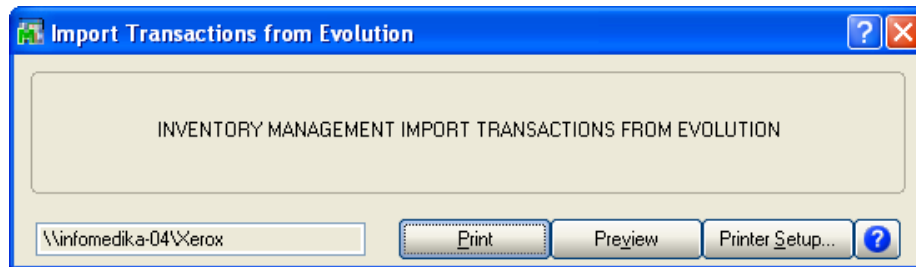 Import Transactions from Evolution
INVENTORY MANAGEMENT IMPORT TRANSACTIONS FROM EVOLUTION
\\infomedika-04\Xerox Print Preview Printer Setup...